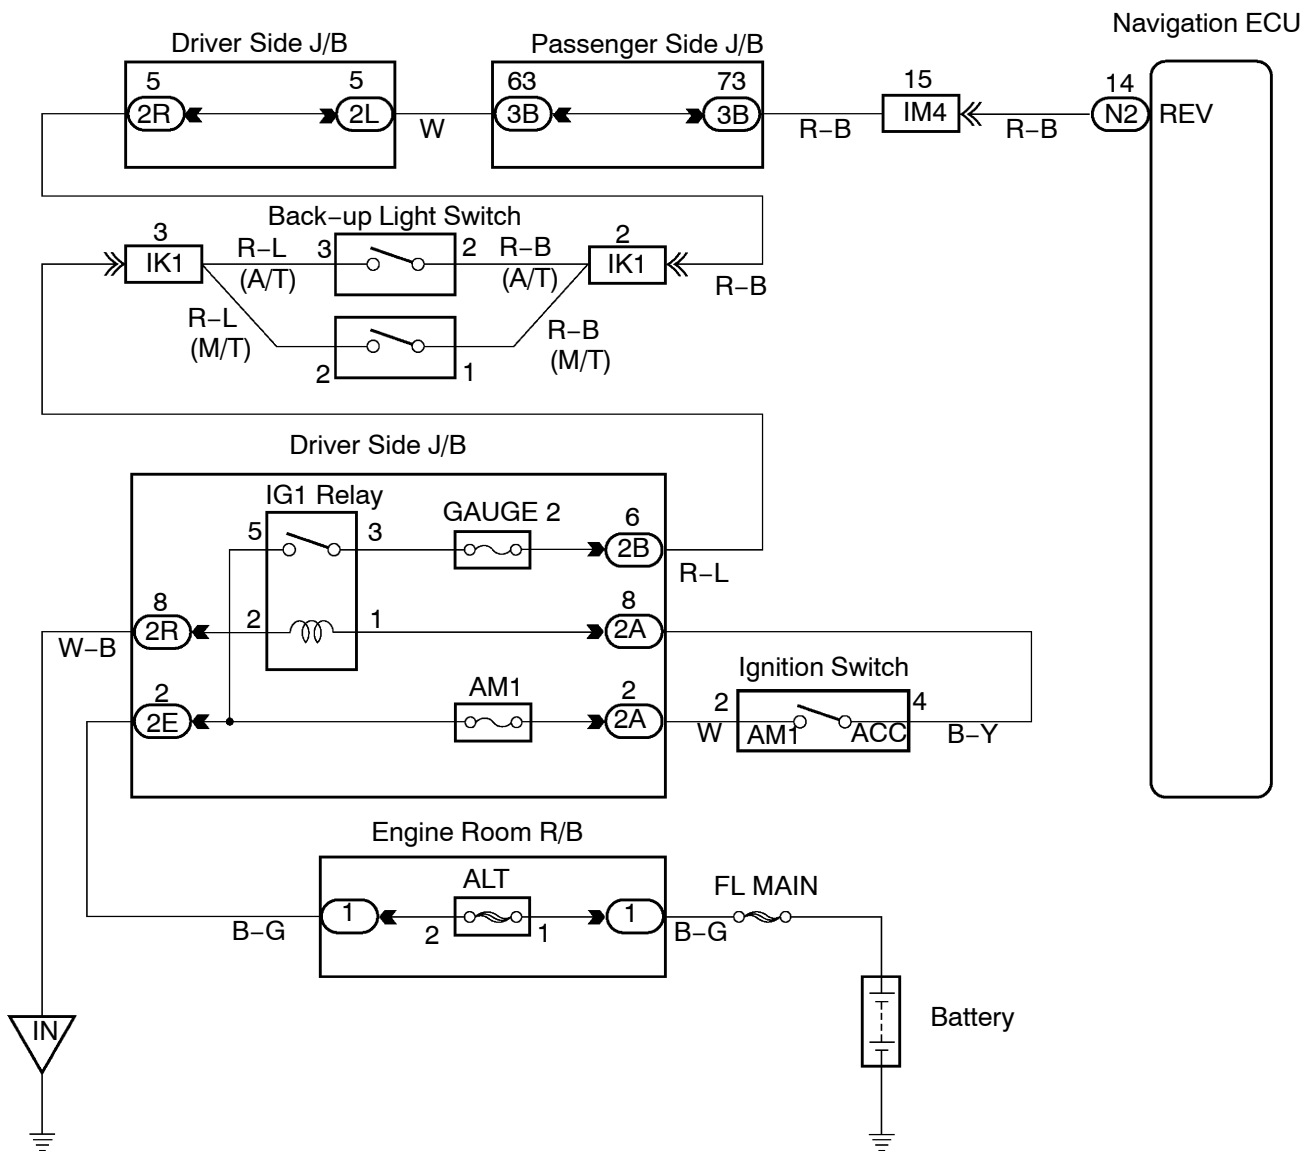 Navigation ECU
Driver Side J/B
Passenger Side J/B
5
5
63
73
15
14
2R
2L
3B
3B
IM4
N2
REV
W
R–B
R–B
Back–up Light Switch
3
R–L
3
2
R–B
2
IK1
(A/T)
(A/T)
IK1
R–B
R–L
(M/T)
R–B
(M/T)
2
1
Driver Side J/B
IG1 Relay
GAUGE 2
5
3
6
2B
R–L
8
2
1
8
2R
2A
W–B
Ignition Switch
2
AM1
2
2
4
2E
2A
W
AM1
ACC
B–Y
Engine Room R/B
ALT
FL MAIN
1
1
B–G
2
1
B–G
Battery
IN